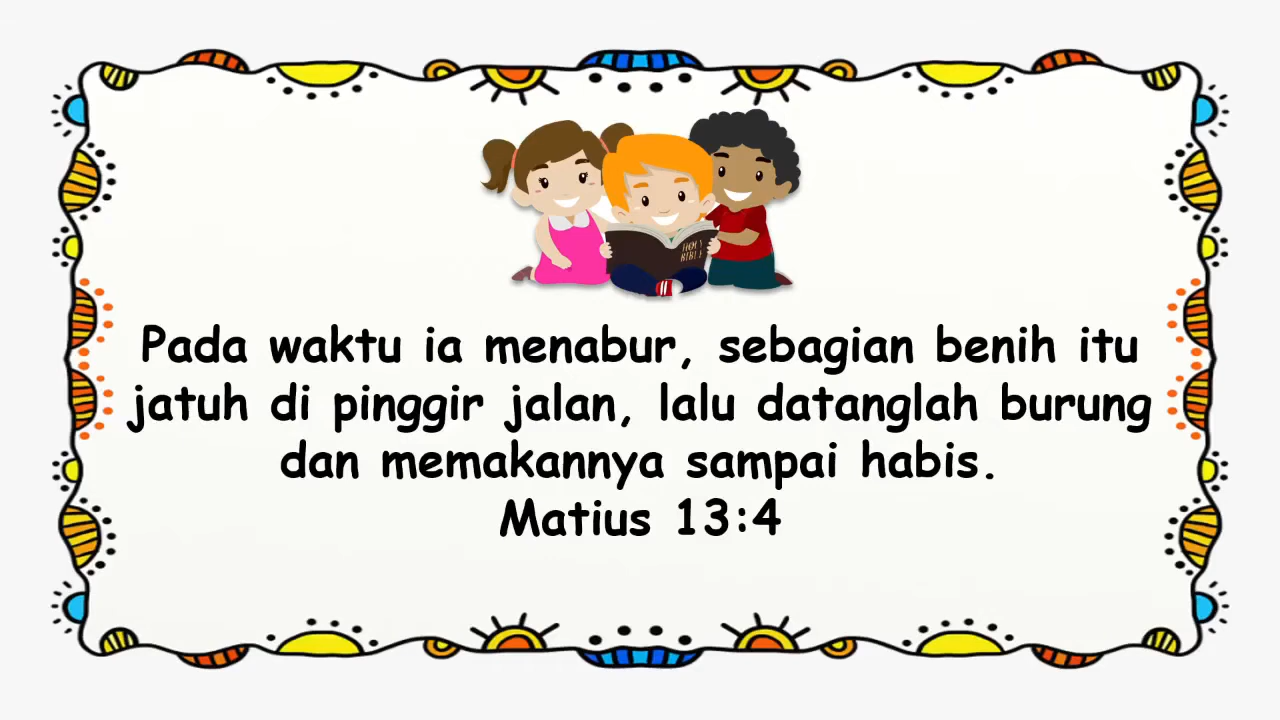 Pada waktu ia menabur, sebagian benih itu
jatuh di pinggir jalan, lalu datanglah burung
dan memakannya sampai habis.
Matius 13:4